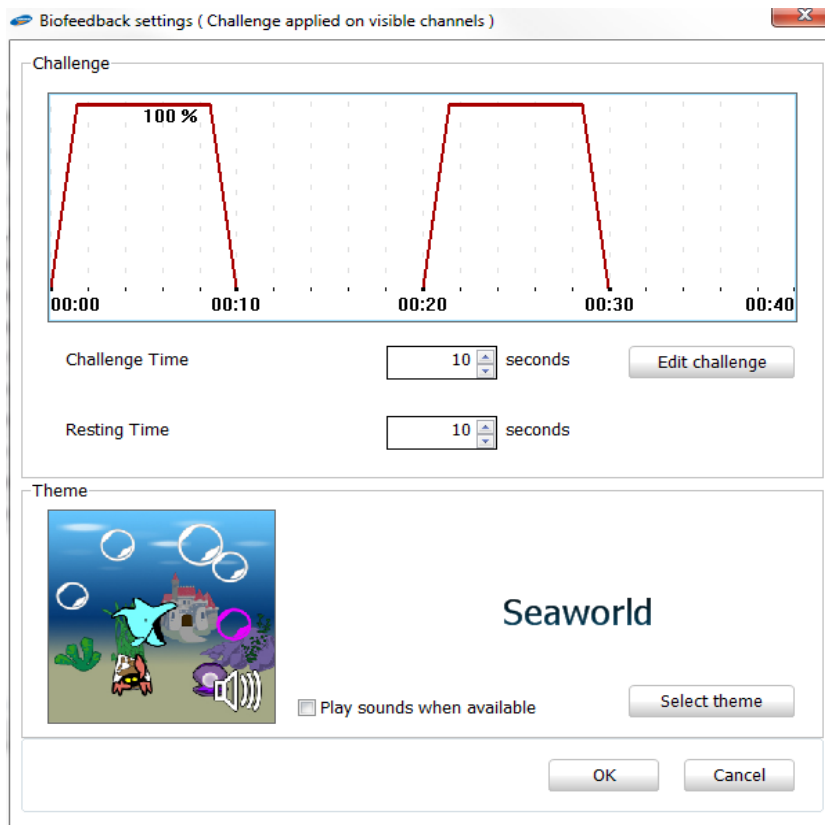 Biofeedback settings ( Challenge applied on visible channels )
Challenge
100 %
00:00 00:10 00:20 00:30 00:40
Challenge Time 10 seconds Edit challenge
Resting Time 10 seconds
Theme
Seaworld
Play sounds when available Select theme
OK Cancel